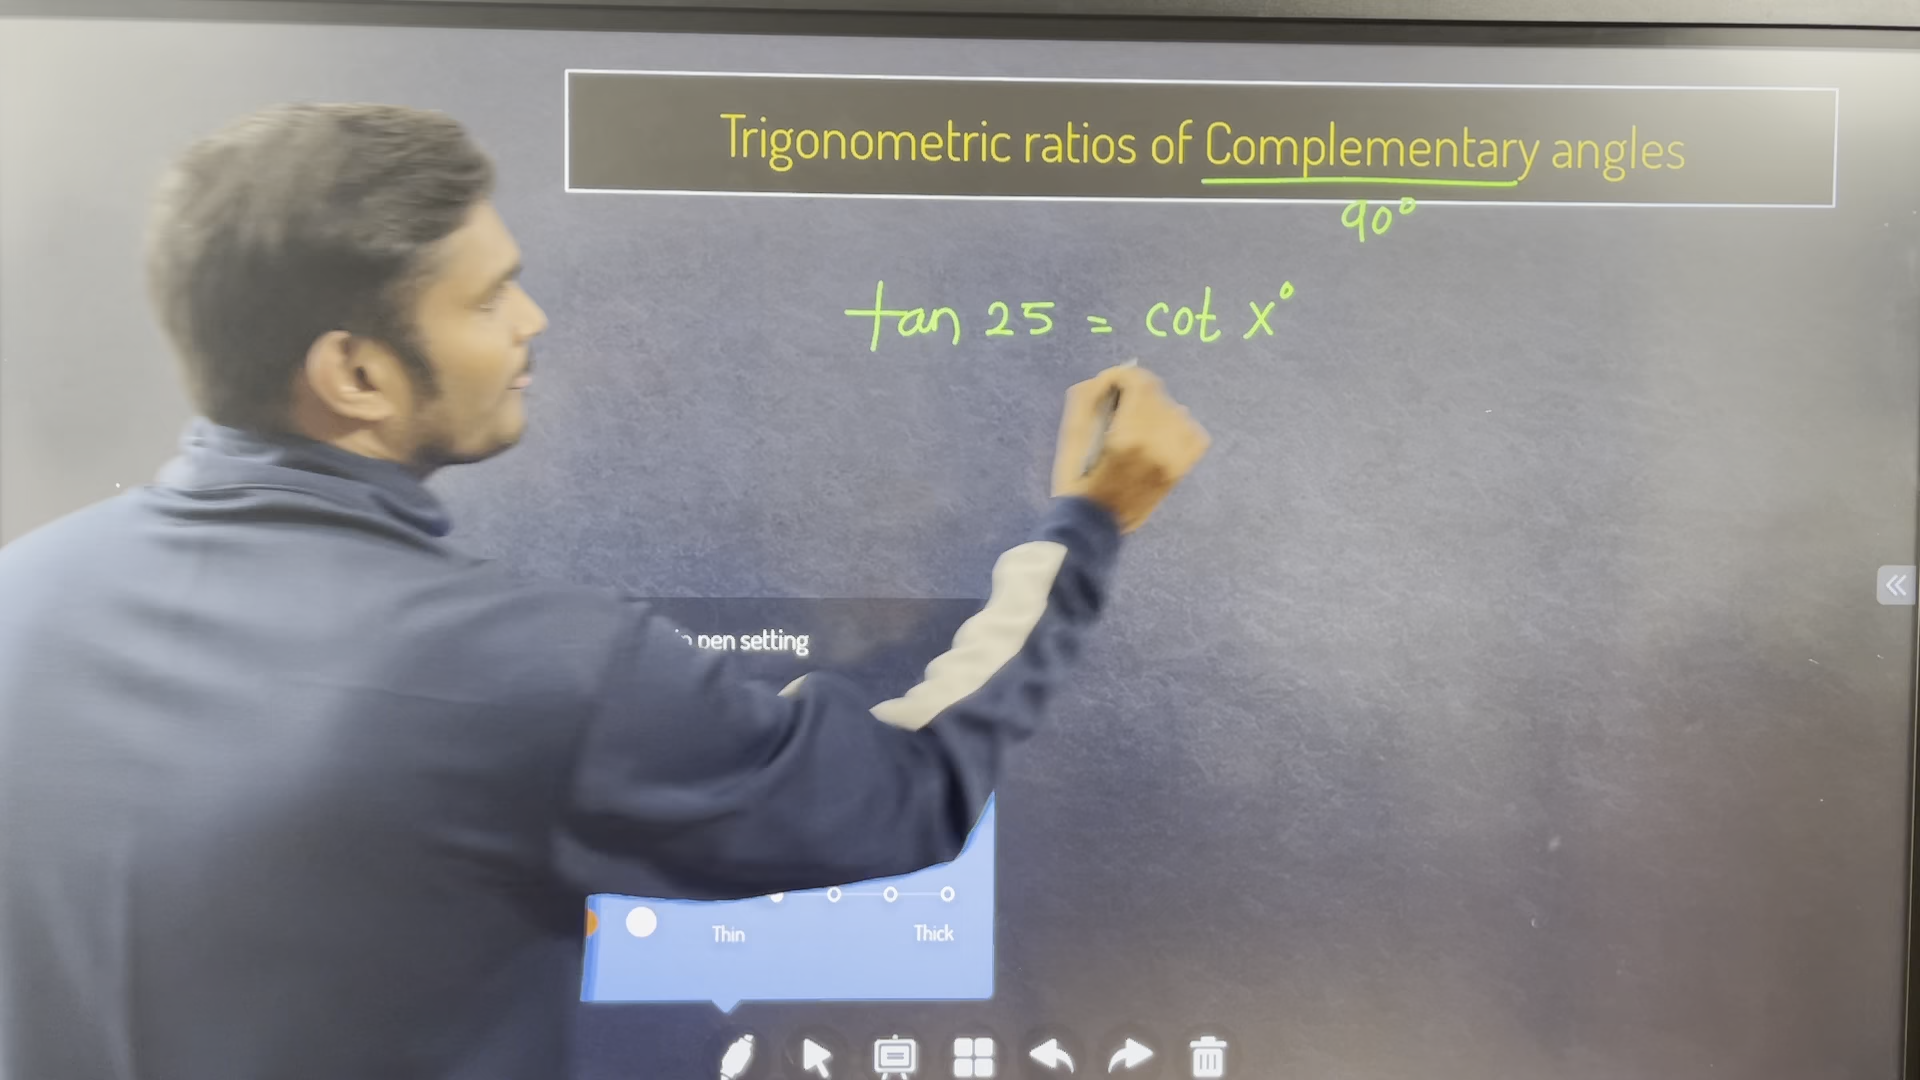 Trigonometric ratios of Complementary angles
90°
tan 25 = cot x°
pen setting
Thin Thick